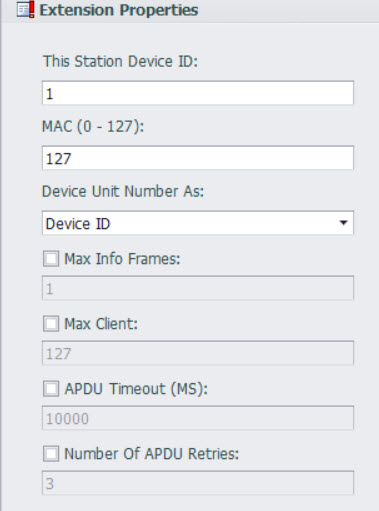 Extension Properties
This Station Device ID:
1
MAC (0 - 127):
127
Device Unit Number As:
Device ID
Max Info Frames:
1
Max Client:
127
APDU Timeout (MS):
10000
Number Of APDU Retries:
3